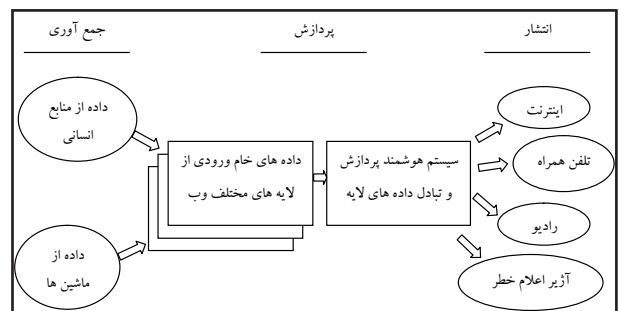 جمع آوری
پردازش
انتشار
داده از منابع
انسانی
داده از
ماشین ها
داده های خام ورودی از
لایه های مختلف وب
سیستم هوشمند پردازش
و تبادل داده های لایه
اینترنت
تلفن همراه
رادیو
آژیر اعلام خطر